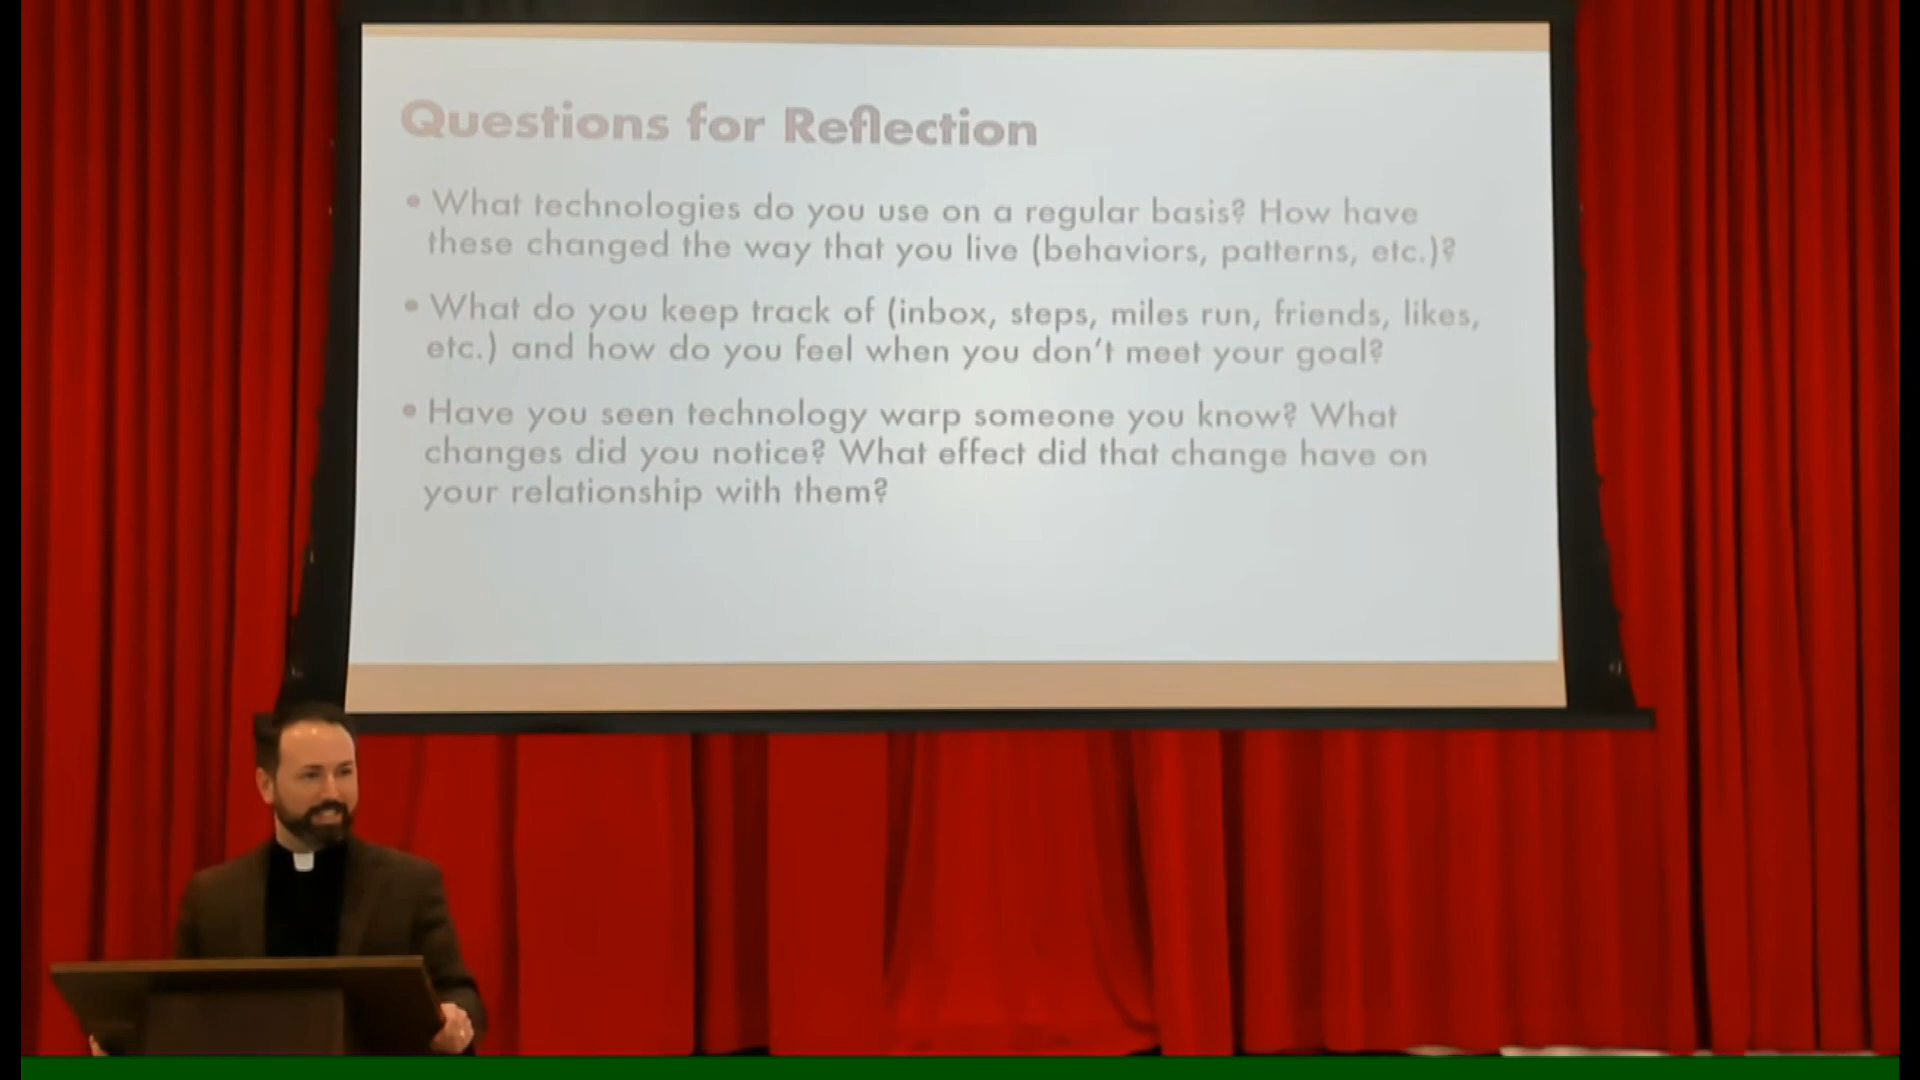 Questions for Reflection
• What technologies do you use on a regular basis? How have
these changed the way that you live (behaviors, patterns, etc.)?
• What do you keep track of (inbox, steps, miles run, friends, likes,
etc.) and how do you feel when you don't meet your goal?
• Have you seen technology warp someone you know? What
changes did you notice? What effect did that change have on
your relationship with them?